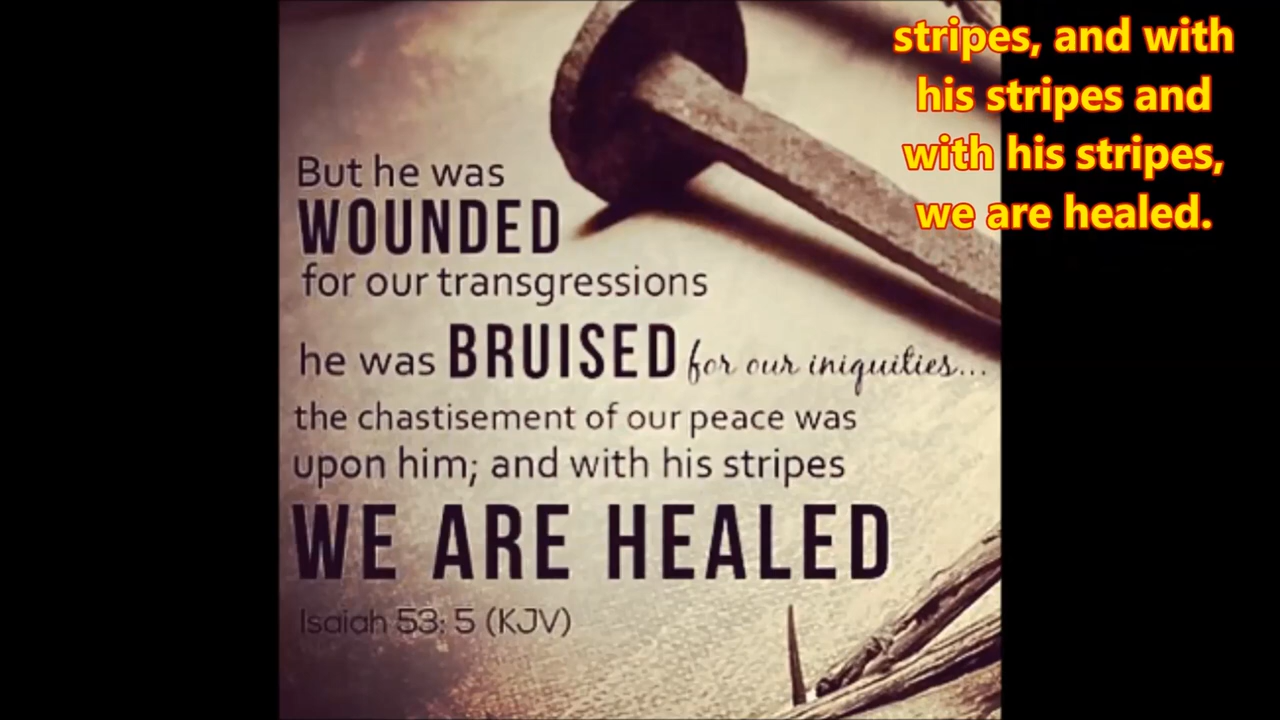 stripes, and with
his stripes and
with his stripes,
we are healed.
But he was
WOUNDED
for our transgressions
he was BRUISED for our iniquities...
the chastisement of our peace was
upon him; and with his stripes
WE ARE HEALED
Isaiah 53: 5 (KJV)